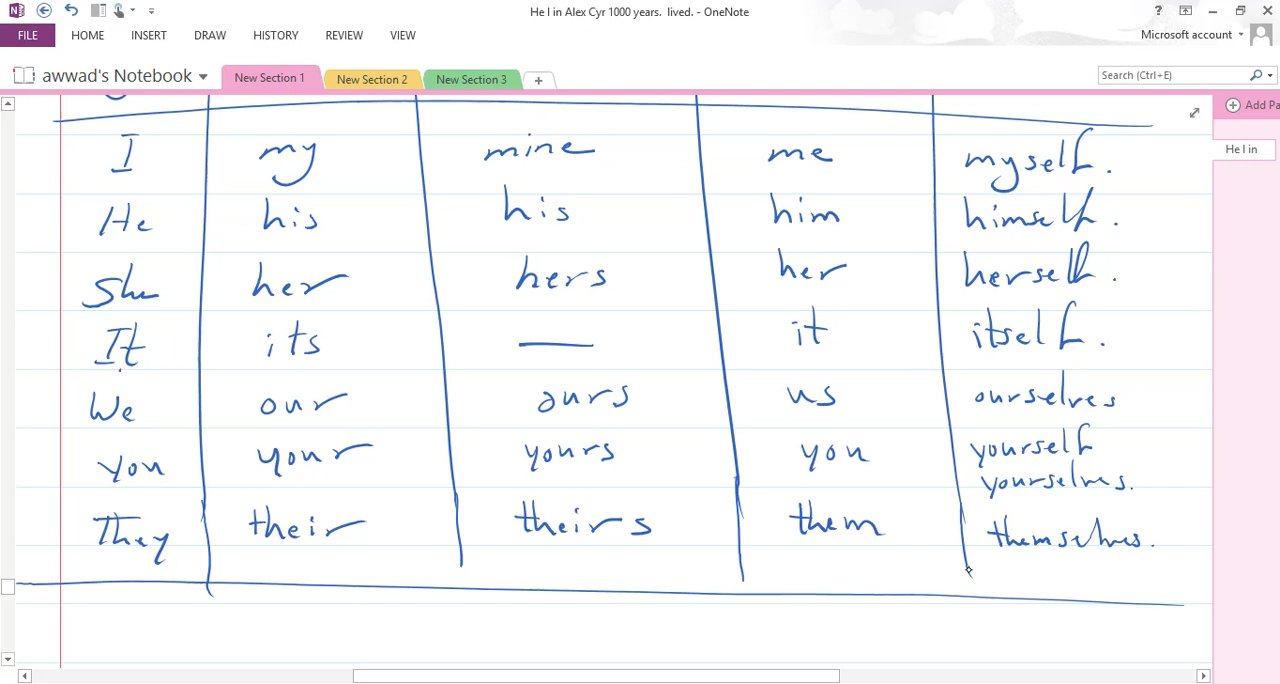 He I in Alex Cyr 1000 years. lived. - OneNote
?
Microsoft account
FILE HOME INSERT DRAW HISTORY REVIEW VIEW
awwad's Notebook New Section 1 New Section 2 New Section 3 + Search (Ctrl+E)
Add Pa
He I in
I my mine me myself.
He his his him himself.
She her hers her herself.
It its — it itself.
We our ours us ourselves
you your yours you yourself
yourselves.
They their theirs them themselves.